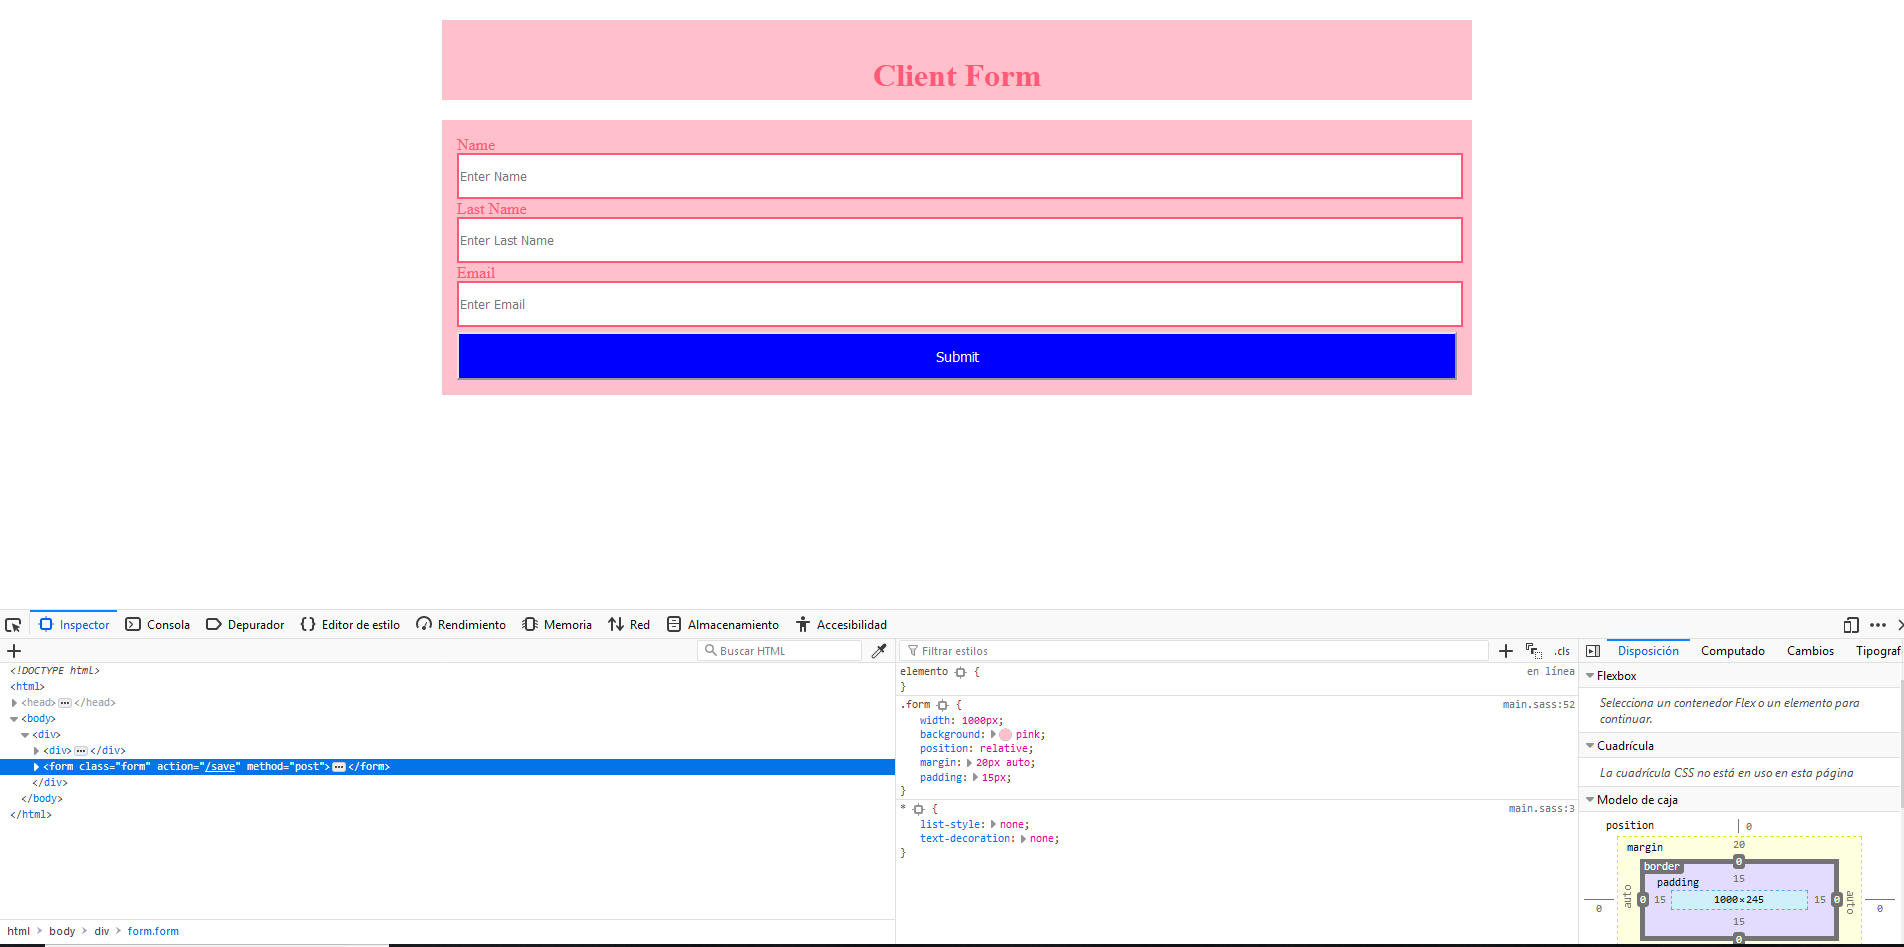 Client Form
Name
Enter Name
Last Name
Enter Last Name
Email
Enter Email
Submit
Inspector Consola Depurador Editor de estilo Rendimiento Memoria Red Almacenamiento Accesibilidad
Buscar HTML
<!DOCTYPE html>
<html>
<head> </head>
<body>
<div>
<div> </div>
<form class="form" action="/save" method="post"> </form>
</div>
</body>
</html>
html body div form.form
Filtrar estilos .cls
elemento { en línea
}
.form { main.sass:52
width: 1000px;
background: pink;
position: relative;
margin: 20px auto;
padding: 15px;
}
* { main.sass:3
list-style: none;
text-decoration: none;
}
Disposición Computado Cambios Tipograf
Flexbox
Selecciona un contenedor Flex o un elemento para
continuar.
Cuadrícula
La cuadrícula CSS no está en uso en esta página
Modelo de caja
position 0
margin 20
border 0
padding 15
0 auto 0 15 1000×245 15 0 auto 0
15
0